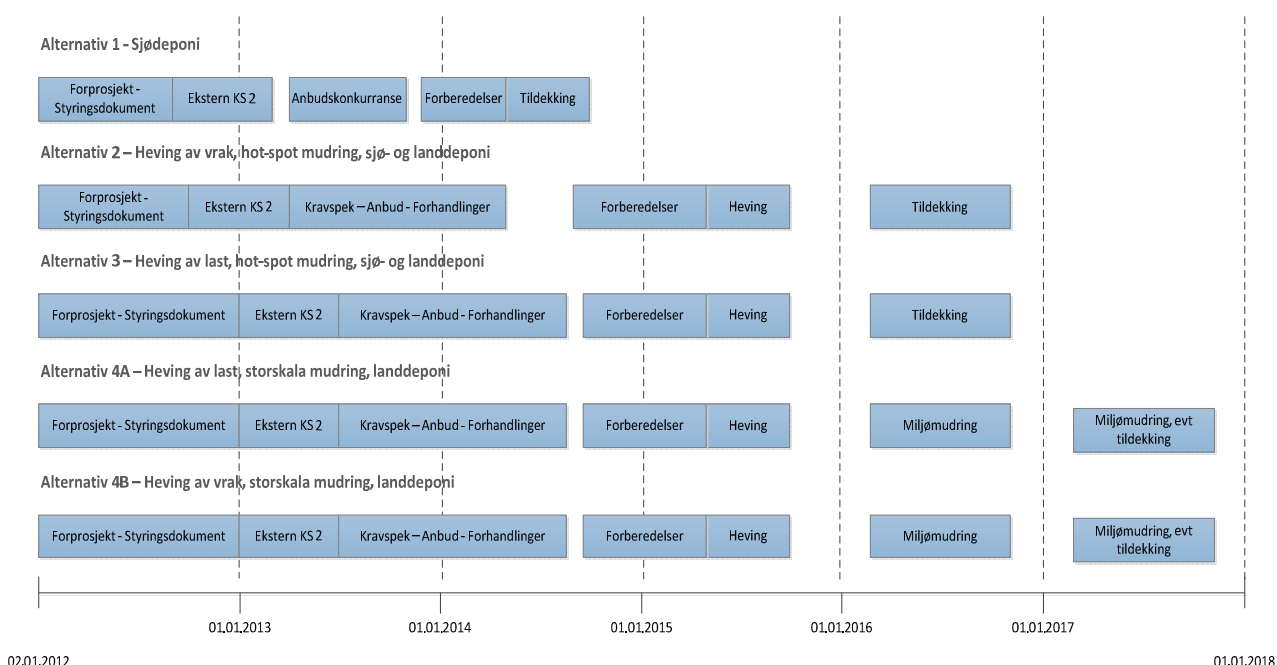 Alternativ 1 - Sjødeponi
Forprosjekt -
Styringsdokument
Ekstern KS 2
Anbudskonkurranse
Forberedelser
Tildekking
Alternativ 2 – Heving av vrak, hot-spot mudring, sjø- og landdeponi
Forprosjekt -
Styringsdokument
Ekstern KS 2
Kravspek – Anbud - Forhandlinger
Forberedelser
Heving
Tildekking
Alternativ 3 – Heving av last, hot-spot mudring, sjø- og landdeponi
Forprosjekt - Styringsdokument
Ekstern KS 2
Kravspek – Anbud - Forhandlinger
Forberedelser
Heving
Tildekking
Alternativ 4A – Heving av last, storskala mudring, landdeponi
Forprosjekt - Styringsdokument
Ekstern KS 2
Kravspek – Anbud - Forhandlinger
Forberedelser
Heving
Miljømudring
Miljømudring, evt
tildekking
Alternativ 4B – Heving av vrak, storskala mudring, landdeponi
Forprosjekt - Styringsdokument
Ekstern KS 2
Kravspek – Anbud - Forhandlinger
Forberedelser
Heving
Miljømudring
Miljømudring, evt
tildekking
01.01.2013
01.01.2014
01.01.2015
01.01.2016
01.01.2017
02.01.2012
01.01.2018